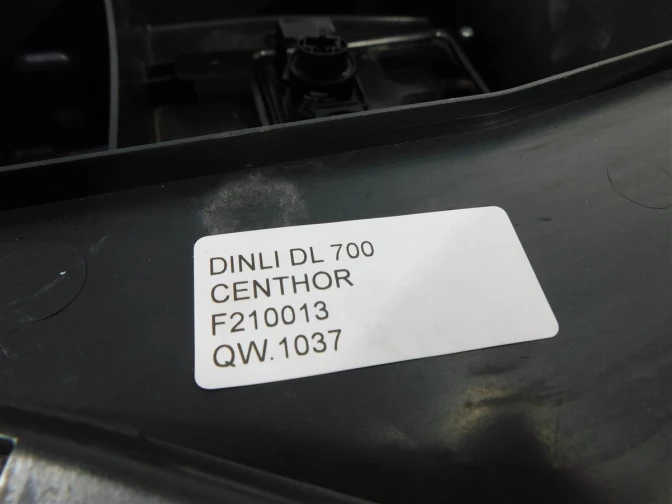 DINLI DL 700
CENTHOR
F210013
QW.1037